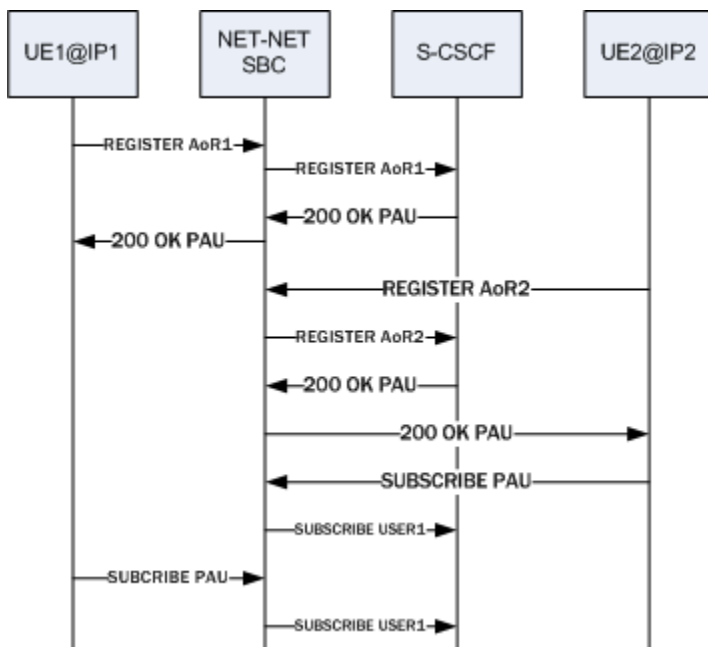 UE1@IP1
NET-NET
SBC
S-CSCF
UE2@IP2
REGISTER AoR1
REGISTER AoR1
200 OK PAU
200 OK PAU
REGISTER AoR2
REGISTER AoR2
200 OK PAU
200 OK PAU
SUBSCRIBE PAU
SUBSCRIBE USER1
SUBCRIBE PAU
SUBSCRIBE USER1